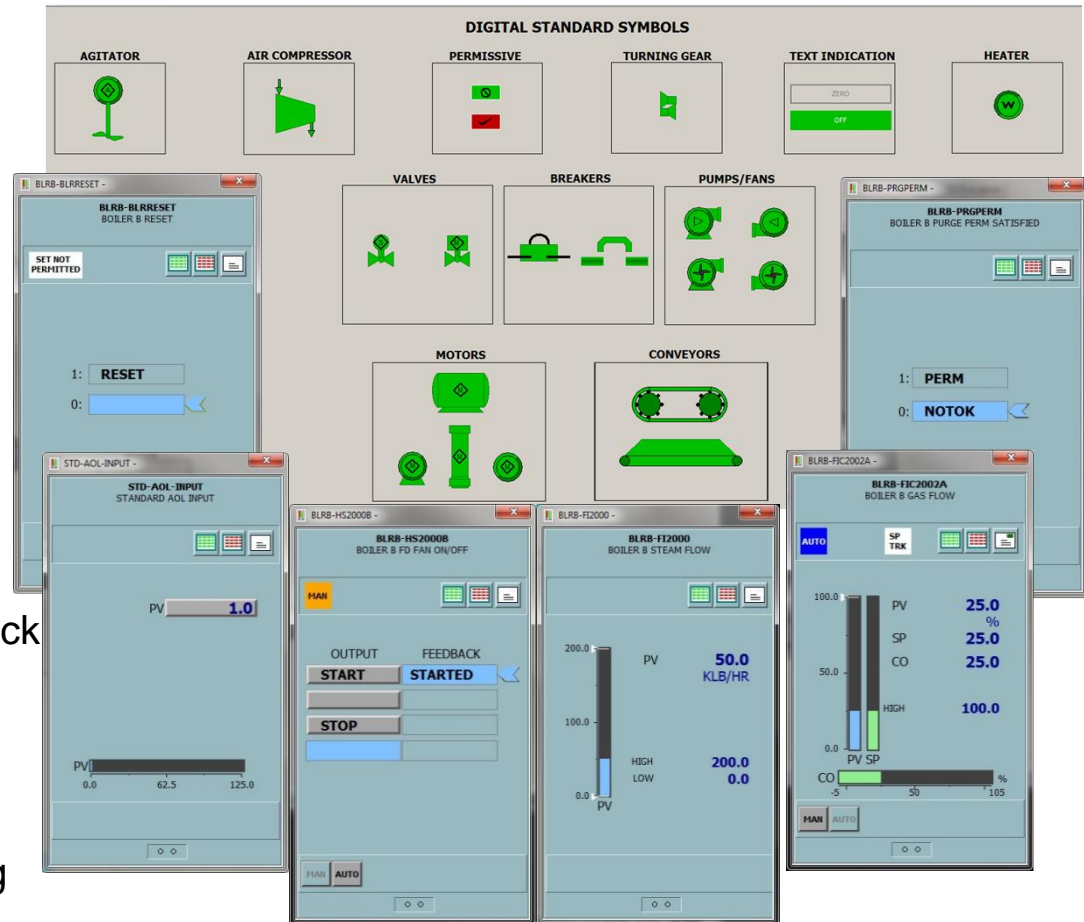 DIGITAL STANDARD SYMBOLS
AGITATOR
AIR COMPRESSOR
PERMISSIVE
TURNING GEAR
TEXT INDICATION
HEATER
A
ZERO
OFF
W
VALVES
BREAKERS
PUMPS/FANS
S
M
MOTORS
CONVEYORS
M
M
M
M
BLRB-BLRRESET -
BLRB-BLRRESET
BOILER B RESET
SET NOT
PERMITTED
1: RESET
0:
BLRB-PRGPERM -
BLRB-PRGPERM
BOILER B PURGE PERM SATISFIED
1: PERM
0: NOTOK
STD-AOL-INPUT -
STD-AOL-INPUT
STANDARD AOL INPUT
PV 1.0
PV
0.0 62.5 125.0
ck
g
BLRB-HS2000B -
BLRB-HS2000B
BOILER B FD FAN ON/OFF
MAN
OUTPUT FEEDBACK
START STARTED
STOP
MAN AUTO
BLRB-FI2000 -
BLRB-FI2000
BOILER B STEAM FLOW
200.0
PV 50.0
KLB/HR
100.0
HIGH 200.0
LOW 0.0
0.0
PV
BLRB-FIC2002A -
BLRB-FIC2002A
BOILER B GAS FLOW
AUTO
SP
TRK
100.0
PV 25.0
%
SP 25.0
CO 25.0
50.0
HIGH 100.0
0.0
PV SP
CO %
-5 50 105
MAN AUTO